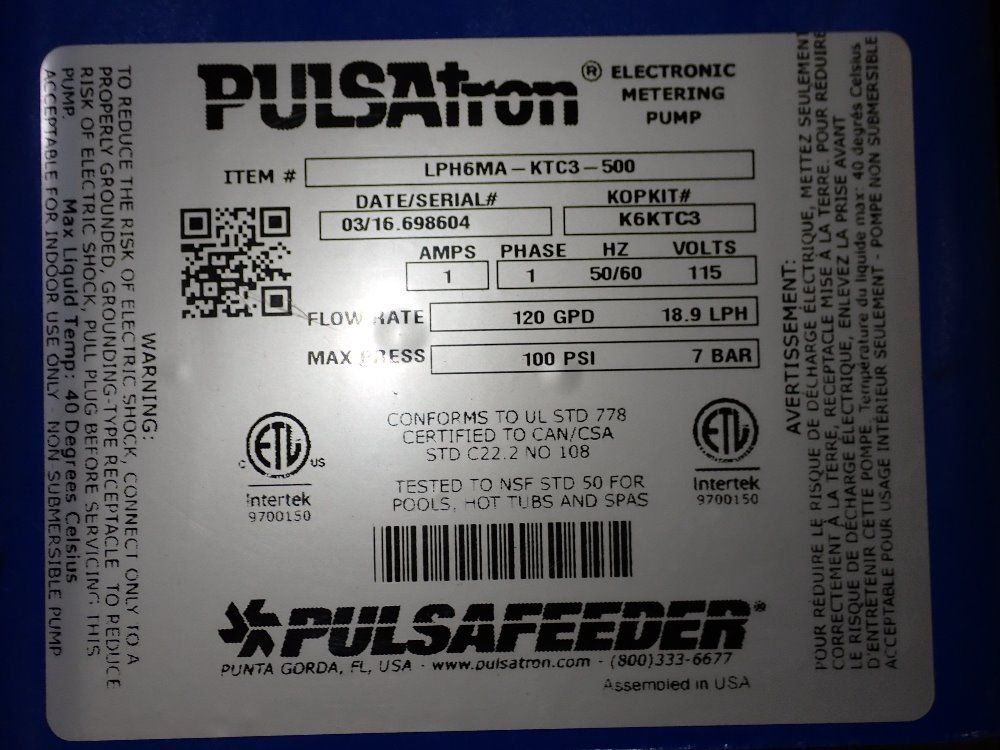 PULSAtron® ELECTRONIC
METERING
PUMP
ITEM # LPH6MA-KTC3-500
DATE/SERIAL# KOPKIT#
03/16.698604 K6KTC3
AMPS PHASE HZ VOLTS
1 1 50/60 115
FLOW RATE 120 GPD 18.9 LPH
MAX PRESS 100 PSI 7 BAR
CONFORMS TO UL STD 778
CERTIFIED TO CAN/CSA
STD C22.2 NO 108
TESTED TO NSF STD 50 FOR
POOLS, HOT TUBS AND SPAS
C ETL US
Intertek
9700150
ETL
Intertek
9700150
PULSAFEEDER®
PUNTA GORDA, FL, USA - www.pulsatron.com - (800)333-6677
Assembled in USA
WARNING:
TO REDUCE THE RISK OF ELECTRIC SHOCK, CONNECT ONLY TO A
PROPERLY GROUNDED, GROUNDING-TYPE RECEPTACLE. TO REDUCE
RISK OF ELECTRIC SHOCK, PULL PLUG BEFORE SERVICING THIS
PUMP. Max Liquid Temp: 40 Degrees Celsius
ACCEPTABLE FOR INDOOR USE ONLY - NON SUBMERSIBLE PUMP
AVERTISSEMENT:
POUR RÉDUIRE LE RISQUE DE DÉCHARGE ÉLECTRIQUE, METTEZ SEULEMENT
CORRECTEMENT À LA TERRE, RÉCEPTACLE MISE À LA TERRE. POUR RÉDUIRE
LE RISQUE DE DÉCHARGE ÉLECTRIQUE, ENLEVEZ LA PRISE AVANT
D'ENTRETENIR CETTE POMPE. Température du liquide max: 40 degrés Celsius
ACCEPTABLE POUR USAGE INTÉRIEUR SEULEMENT - POMPE NON SUBMERSIBLE